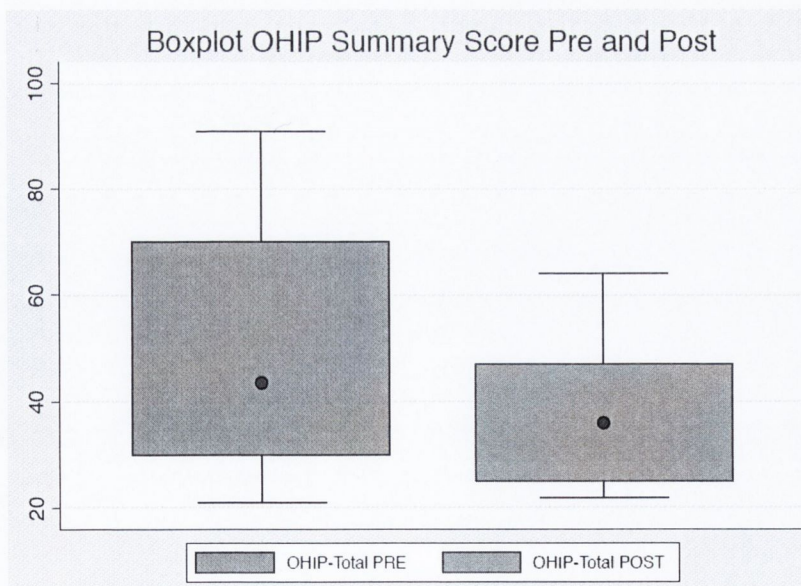 Boxplot OHIP Summary Score Pre and Post
100
80
60
40
20
OHIP-Total PRE OHIP-Total POST